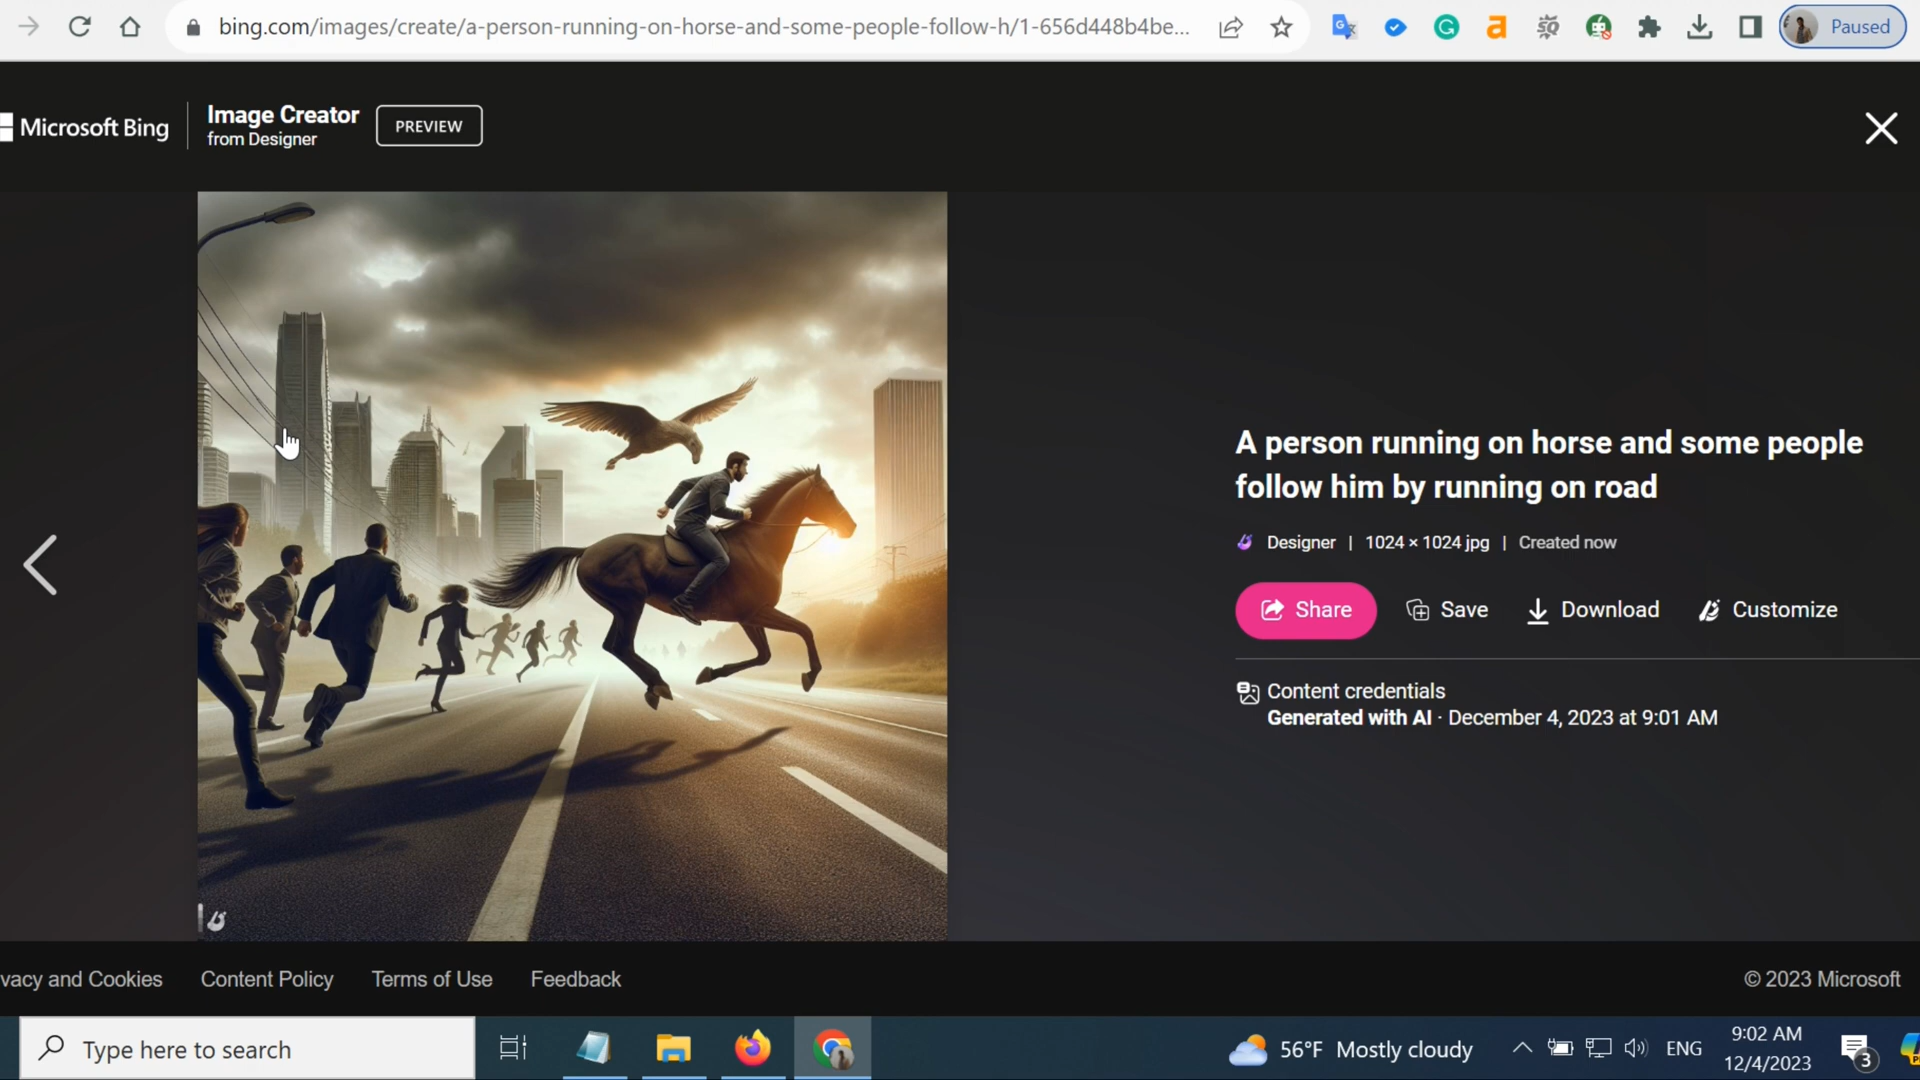 bing.com/images/create/a-person-running-on-horse-and-some-people-follow-h/1-656d448b4be...
Paused
Microsoft Bing
Image Creator
from Designer
PREVIEW
A person running on horse and some people
follow him by running on road
Designer | 1024 × 1024 jpg | Created now
Share
Save
Download
Customize
Content credentials
Generated with AI · December 4, 2023 at 9:01 AM
vacy and Cookies
Content Policy
Terms of Use
Feedback
© 2023 Microsoft
Type here to search
56°F Mostly cloudy
ENG
9:02 AM
12/4/2023
3